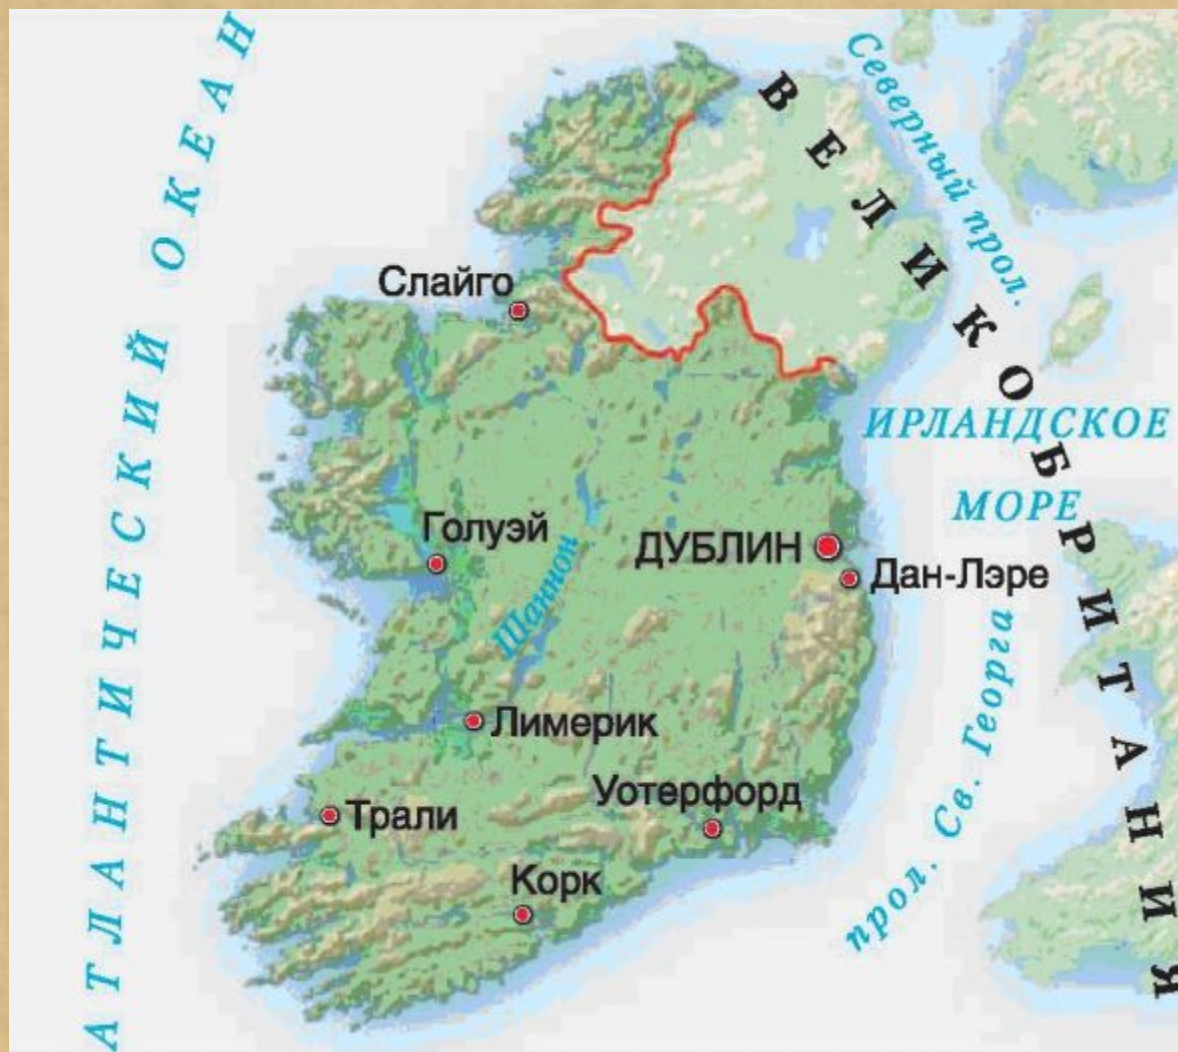 АТЛАНТИЧЕСКИЙ ОКЕАН
Северный прол.
ВЕЛИКОБРИТАНИЯ
Слайго
ИРЛАНДСКОЕ
МОРЕ
Голуэй
Шаннон
ДУБЛИН
Дан-Лэре
прол. Св. Георга
Лимерик
Уотерфорд
Трали
Корк